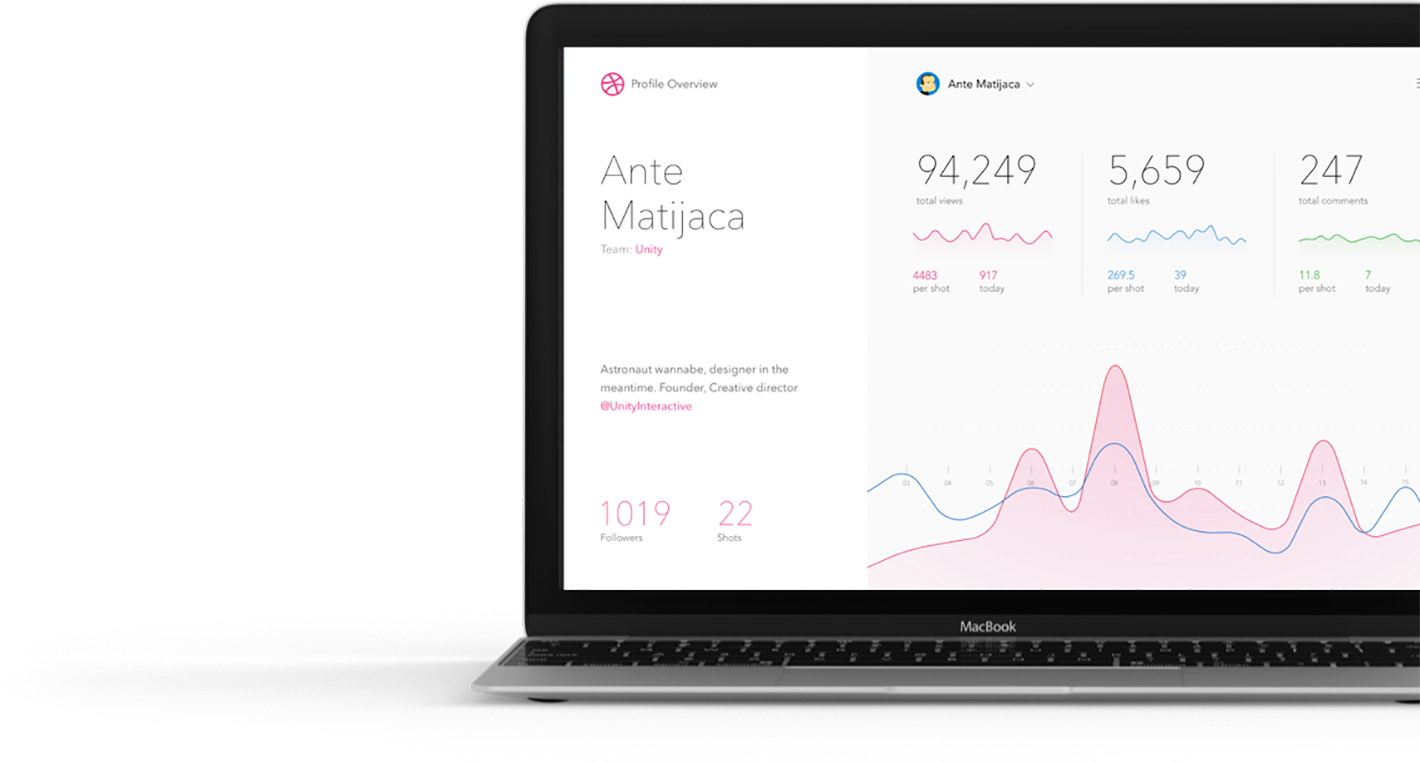 Profile Overview
Ante Matijaca
Ante
Matijaca
Team: Unity
Astronaut wannabe, designer in the
meantime. Founder, Creative director
@UnityInteractive
1019
Followers
22
Shots
94,249
total views
4483
per shot
917
today
5,659
total likes
269.5
per shot
39
today
247
total comments
11.8
per shot
7
today
03 04 05 06 07 08 09 10 11 12 13 14 15
MacBook